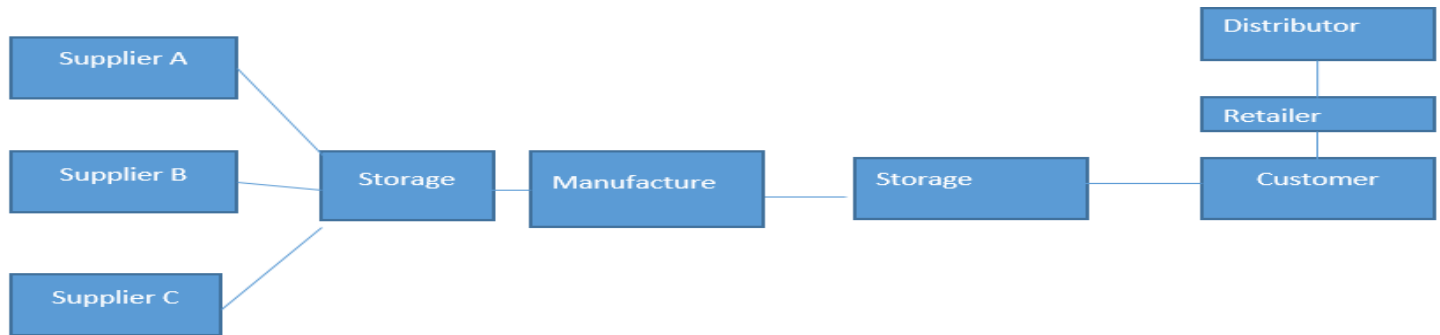 Distributor
Supplier A
Retailer
Supplier B
Storage
Manufacture
Storage
Customer
Supplier C